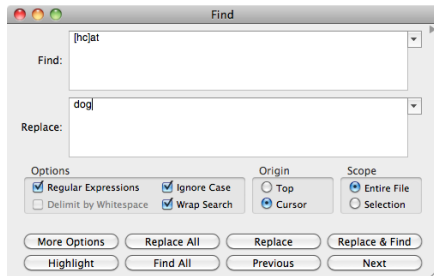 Find
Find:
[hc]at
Replace:
dog
Options
Origin
Scope
Regular Expressions
Ignore Case
Top
Entire File
Delimit by Whitespace
Wrap Search
Cursor
Selection
More Options
Replace All
Replace
Replace & Find
Highlight
Find All
Previous
Next